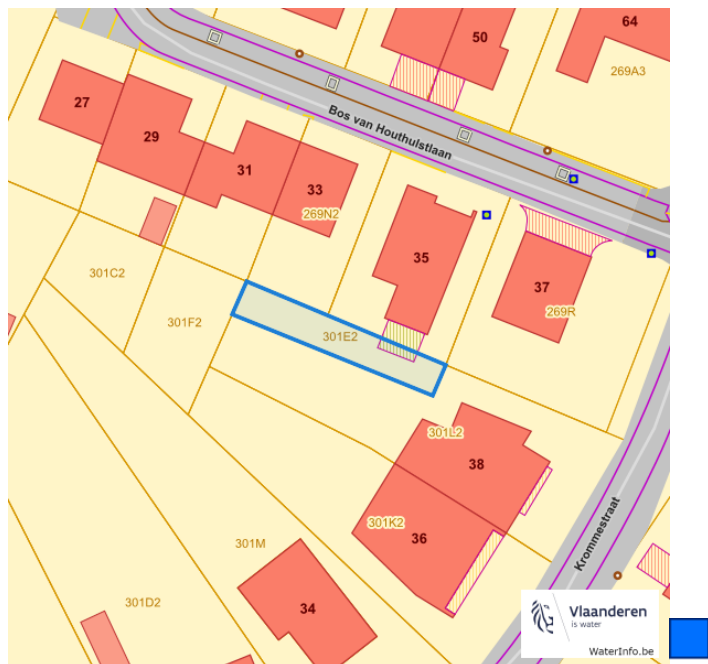 50
64
269A3
27
29
31
33
269N2
Bos van Houthulstlaan
35
37
269R
301C2
301F2
301E2
301L2
38
301K2
36
301M
34
301D2
Krommestraat
Vlaanderen
is water
WaterInfo.be